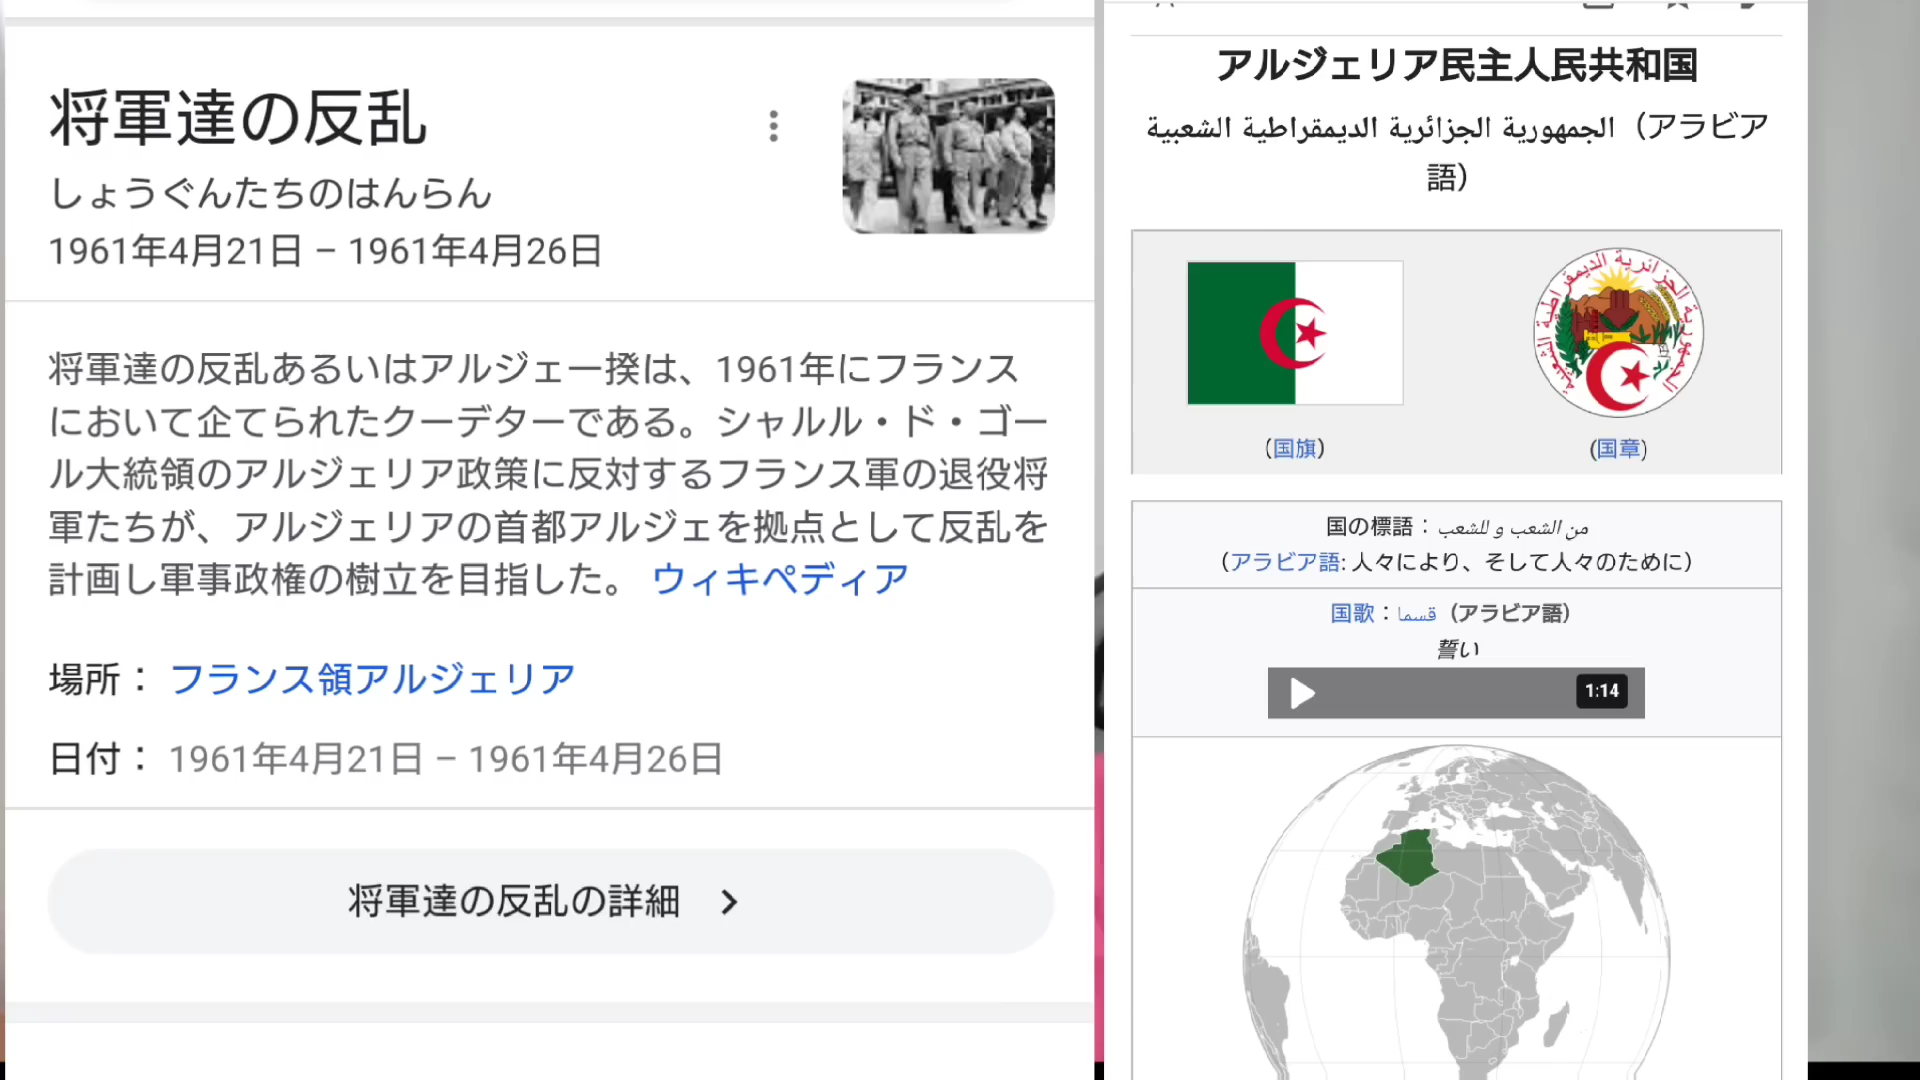 将軍達の反乱
しょうぐんたちのはんらん
1961年4月21日 – 1961年4月26日
将軍達の反乱あるいはアルジェ一揆は、1961年にフランス
において企てられたクーデターである。シャルル・ド・ゴー
ル大統領のアルジェリア政策に反対するフランス軍の退役将
軍たちが、アルジェリアの首都アルジェを拠点として反乱を
計画し軍事政権の樹立を目指した。 ウィキペディア
場所： フランス領アルジェリア
日付： 1961年4月21日 – 1961年4月26日
将軍達の反乱の詳細
アルジェリア民主人民共和国
الجمهورية الجزائرية الديمقراطية الشعبية（アラビア
語）
（国旗）
（国章）
国の標語：من الشعب و للشعب
（アラビア語: 人々により、そして人々のために）
国歌：قسما（アラビア語）
誓い
1:14